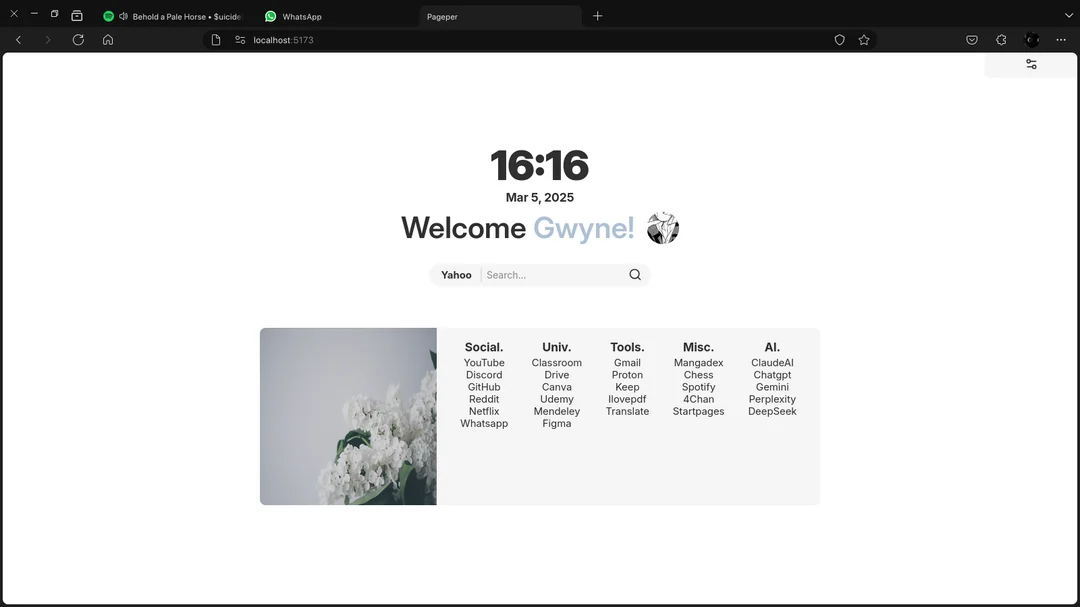 Behold a Pale Horse • $uicide
WhatsApp
Pageper
localhost:5173
16:16
Mar 5, 2025
Welcome Gwyne!
Yahoo Search...
Social. Univ. Tools. Misc. AI.
YouTube Classroom Gmail Mangadex ClaudeAI
Discord Drive Proton Chess Chatgpt
GitHub Canva Keep Spotify Gemini
Reddit Udemy Ilovepdf 4Chan Perplexity
Netflix Mendeley Translate Startpages DeepSeek
Whatsapp Figma